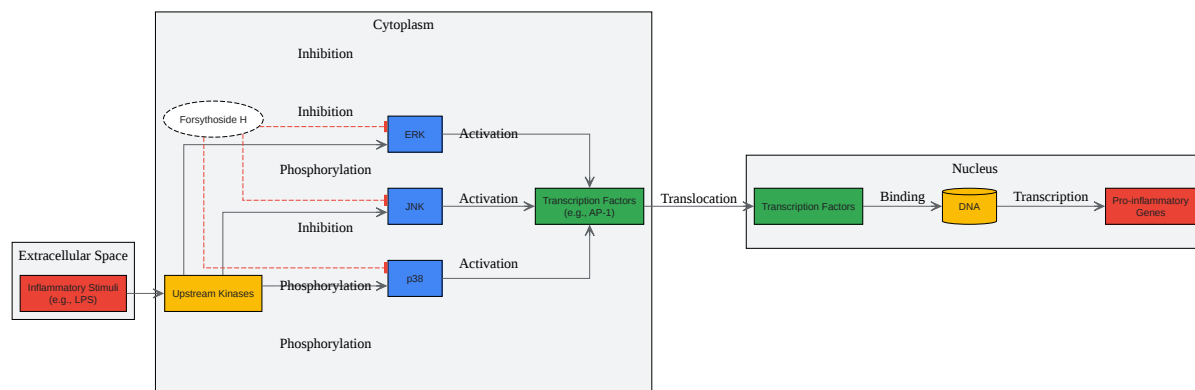 Cytoplasm
Inhibition
Inhibition
Forsythoside H
ERK
Activation
Phosphorylation
Nucleus
JNK
Activation
Transcription Factors
(e.g., AP-1)
Translocation
Transcription Factors
Binding
DNA
Transcription
Pro-inflammatory
Genes
Inhibition
Extracellular Space
Inflammatory Stimuli
(e.g., LPS)
Upstream Kinases
Phosphorylation
p38
Activation
Phosphorylation